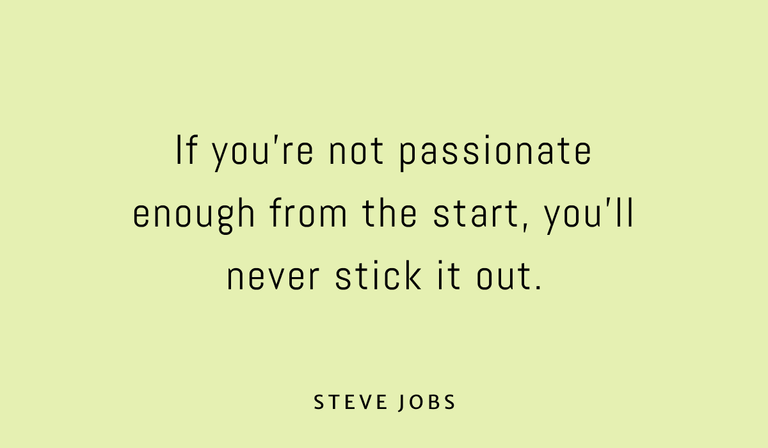 If you’re not passionate
enough from the start, you’ll
never stick it out.
STEVE JOBS